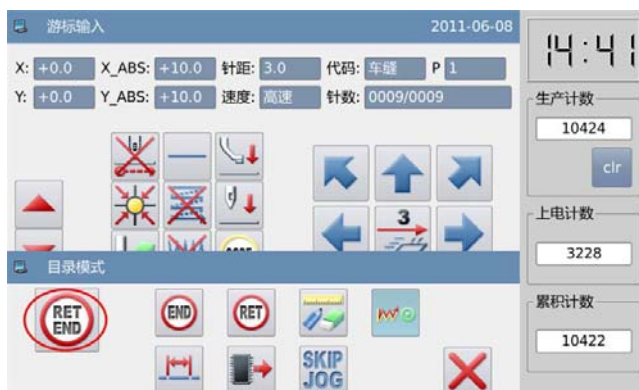 游标输入 2011-06-08
14:41
X: +0.0 X_ABS: +10.0 针距: 3.0 代码: 车缝 P 1
Y: +0.0 Y_ABS: +10.0 速度: 高速 针数: 0009/0009
生产计数
10424
clr
3
上电计数
3228
目录模式
RET
END
END
RET
SKIP
JOG
累积计数
10422